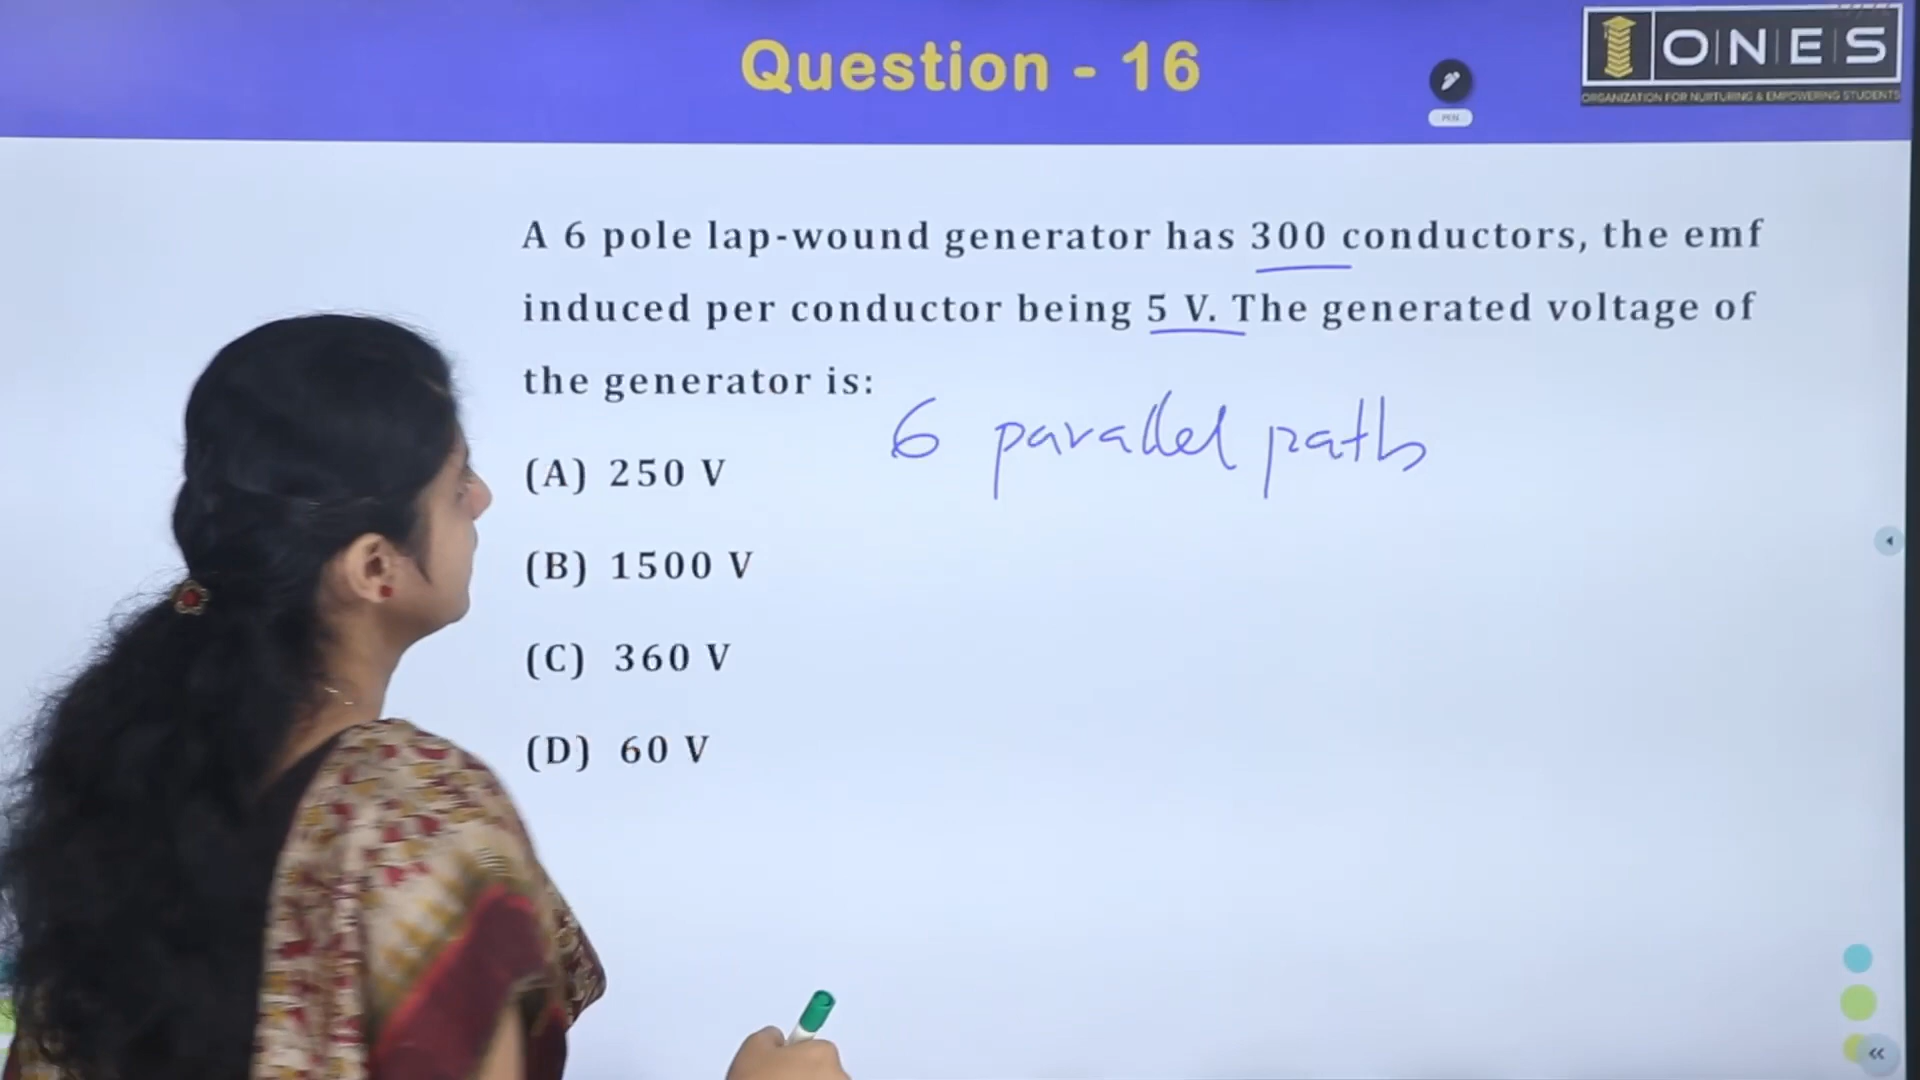 Question - 16
ONES
ORGANIZATION FOR NURTURING & EMPOWERING STUDENTS
PEN
A 6 pole lap-wound generator has 300 conductors, the emf
induced per conductor being 5 V. The generated voltage of
the generator is:
6 parallel path
(A) 250 V
(B) 1500 V
(C) 360 V
(D) 60 V